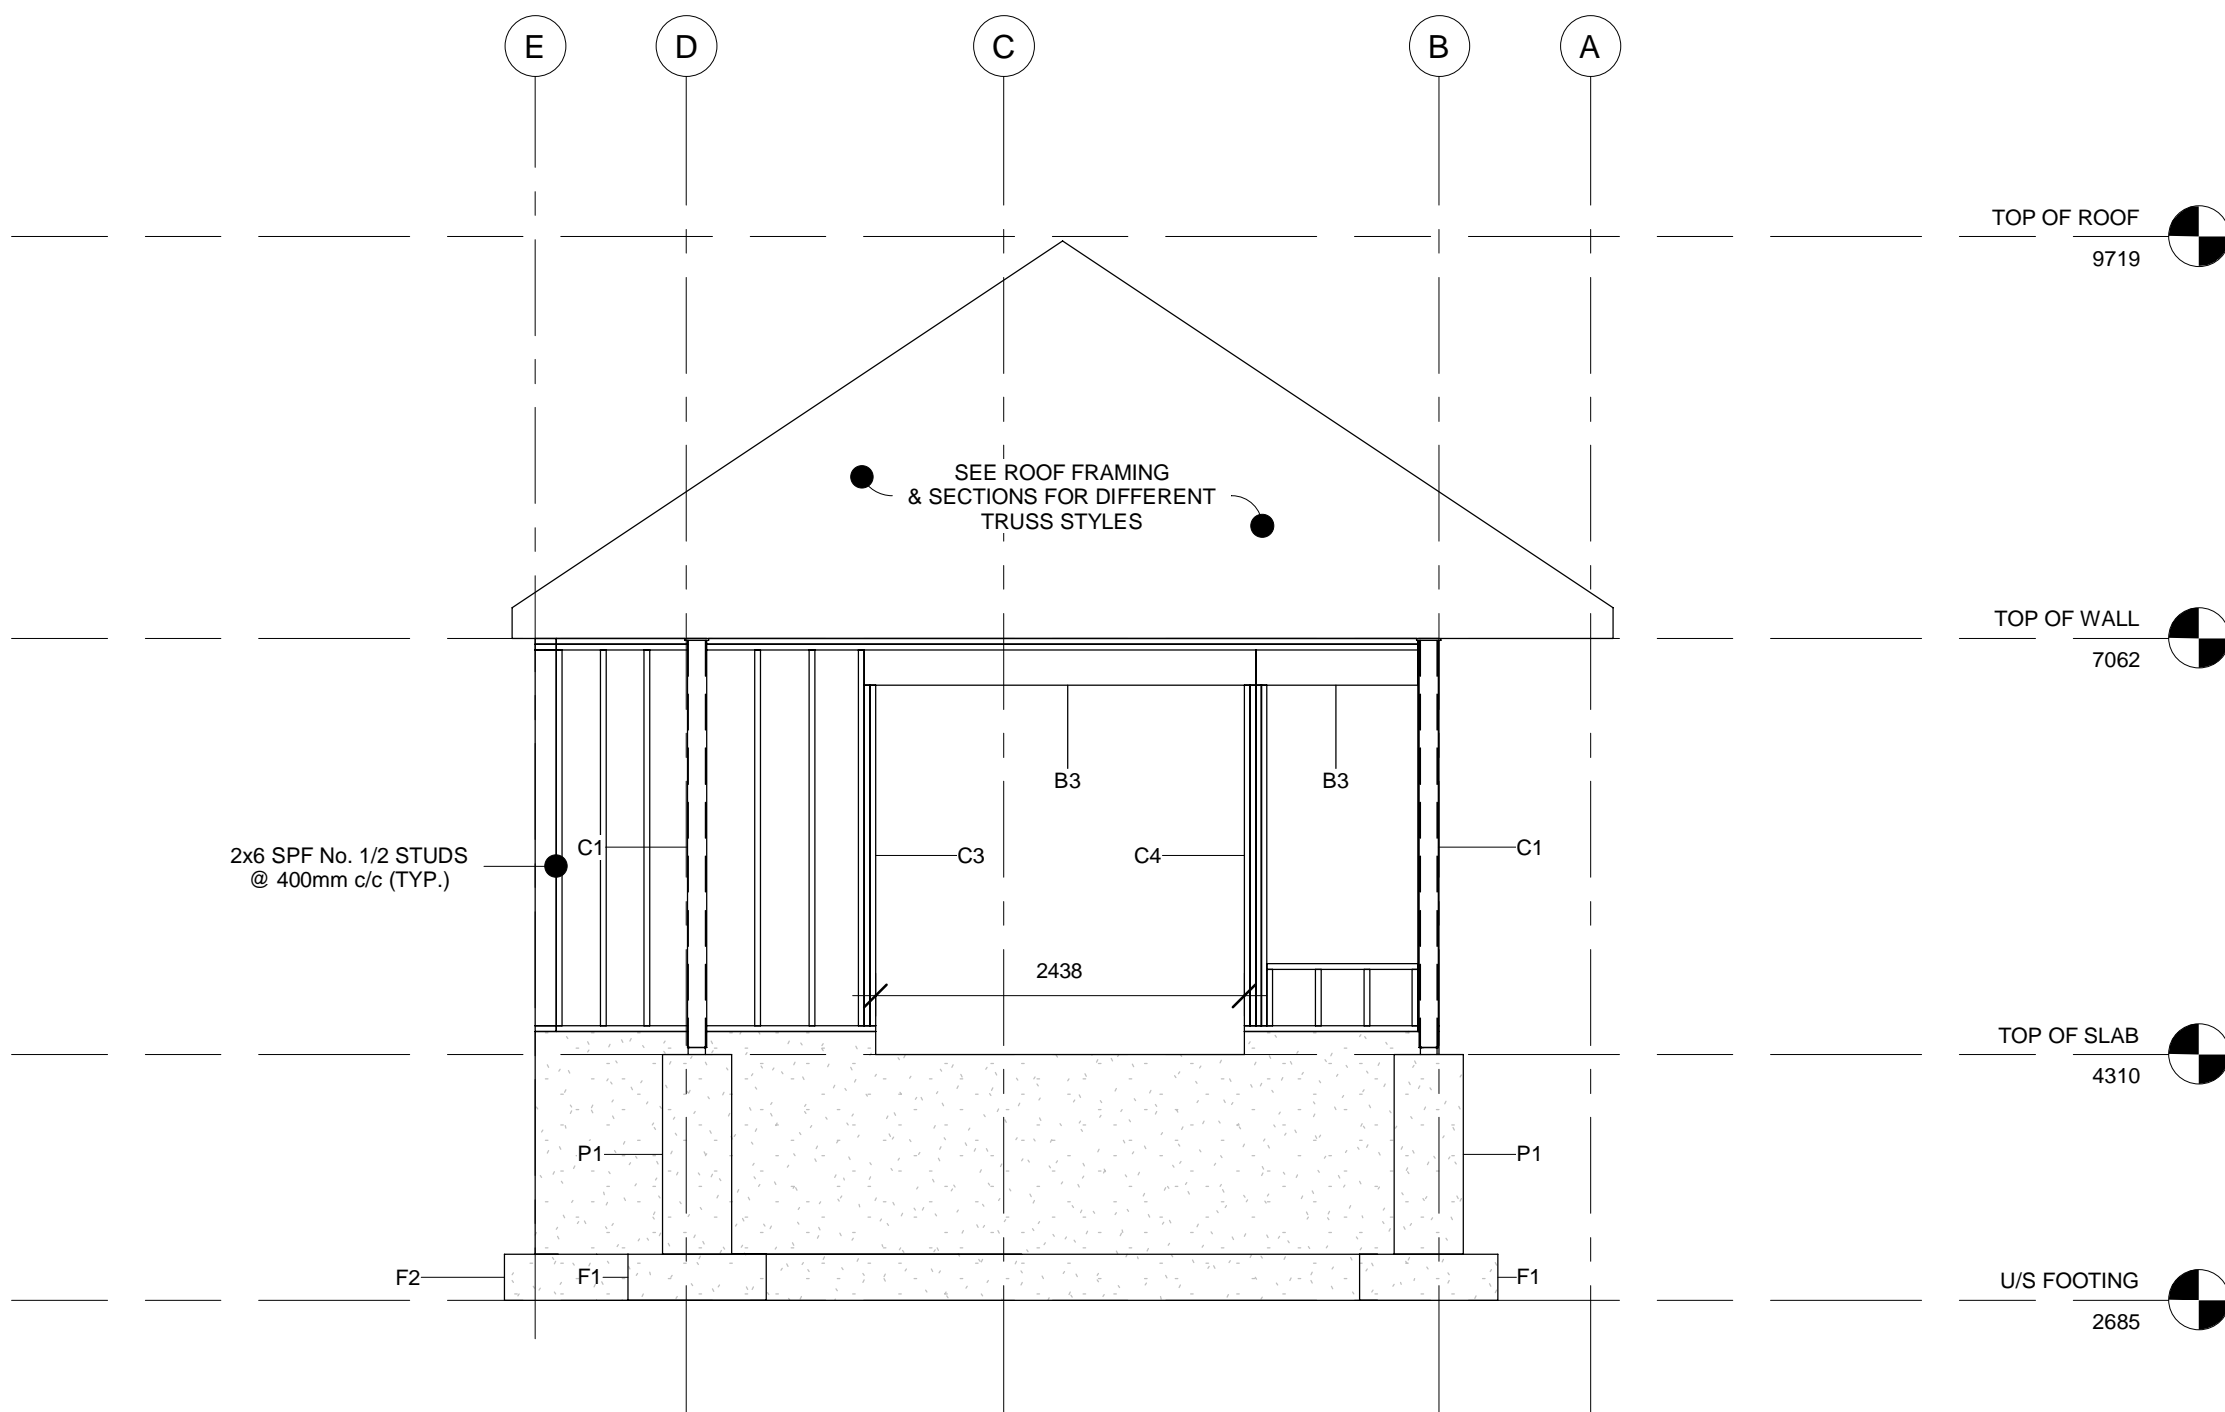 E
D
C
B
A
TOP OF ROOF
9719
SEE ROOF FRAMING
& SECTIONS FOR DIFFERENT
TRUSS STYLES
TOP OF WALL
7062
B3
B3
2x6 SPF No. 1/2 STUDS
@ 400mm c/c (TYP.)
C1
C3
C4
C1
2438
TOP OF SLAB
4310
P1
P1
F2
F1
F1
U/S FOOTING
2685